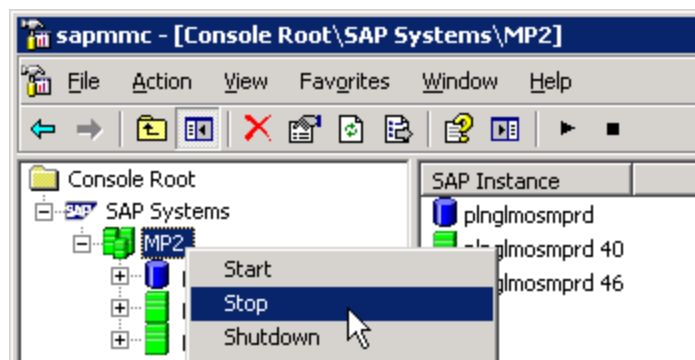 sapmmc - [Console Root\SAP Systems\MP2]
File Action View Favorites Window Help
Console Root
SAP Instance
SAP SAP Systems
plnglmosmprd
MP2
plnglmosmprd 40
Start
glmosmprd 46
Stop
Shutdown